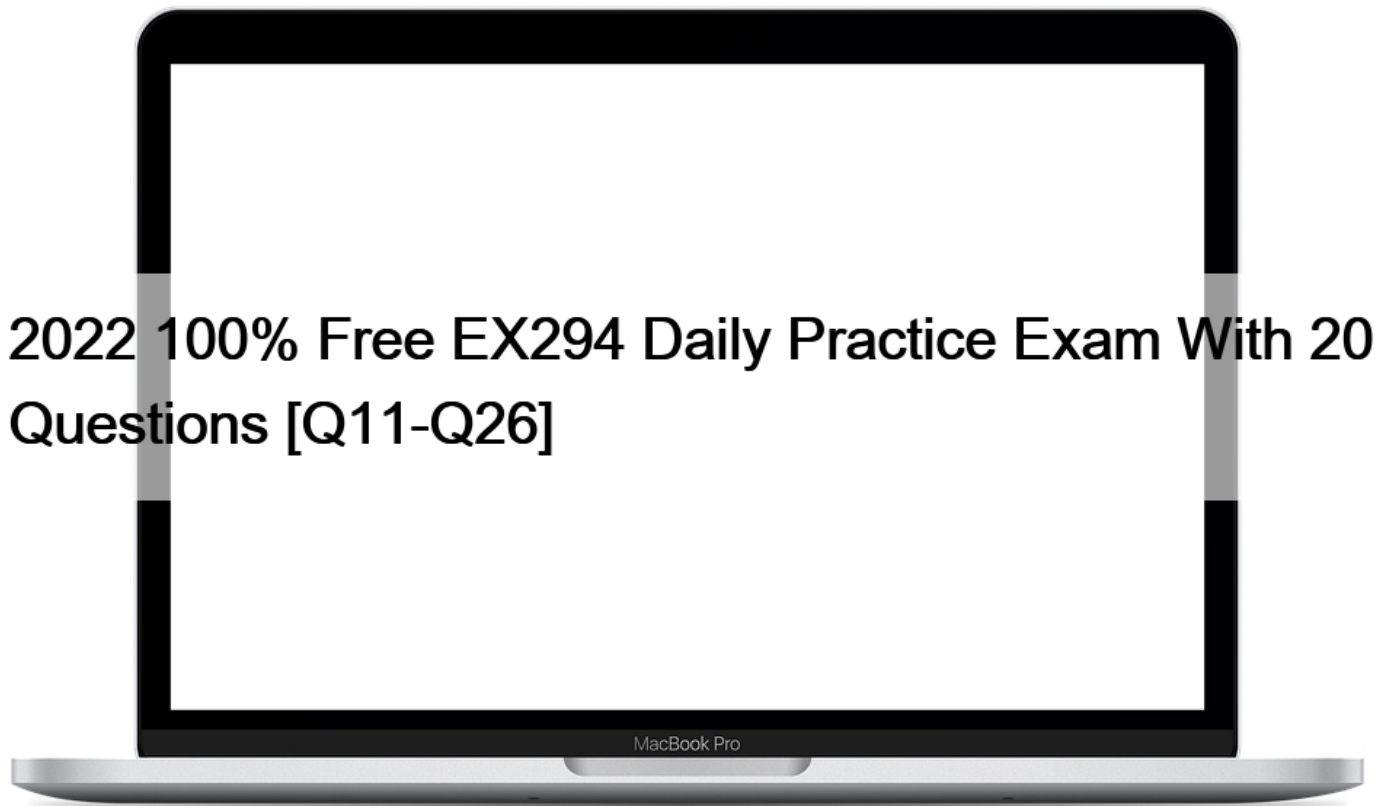 2022 100% Free EX294 Daily Practice Exam With 20
Questions [Q11-Q26]
MacBook Pro